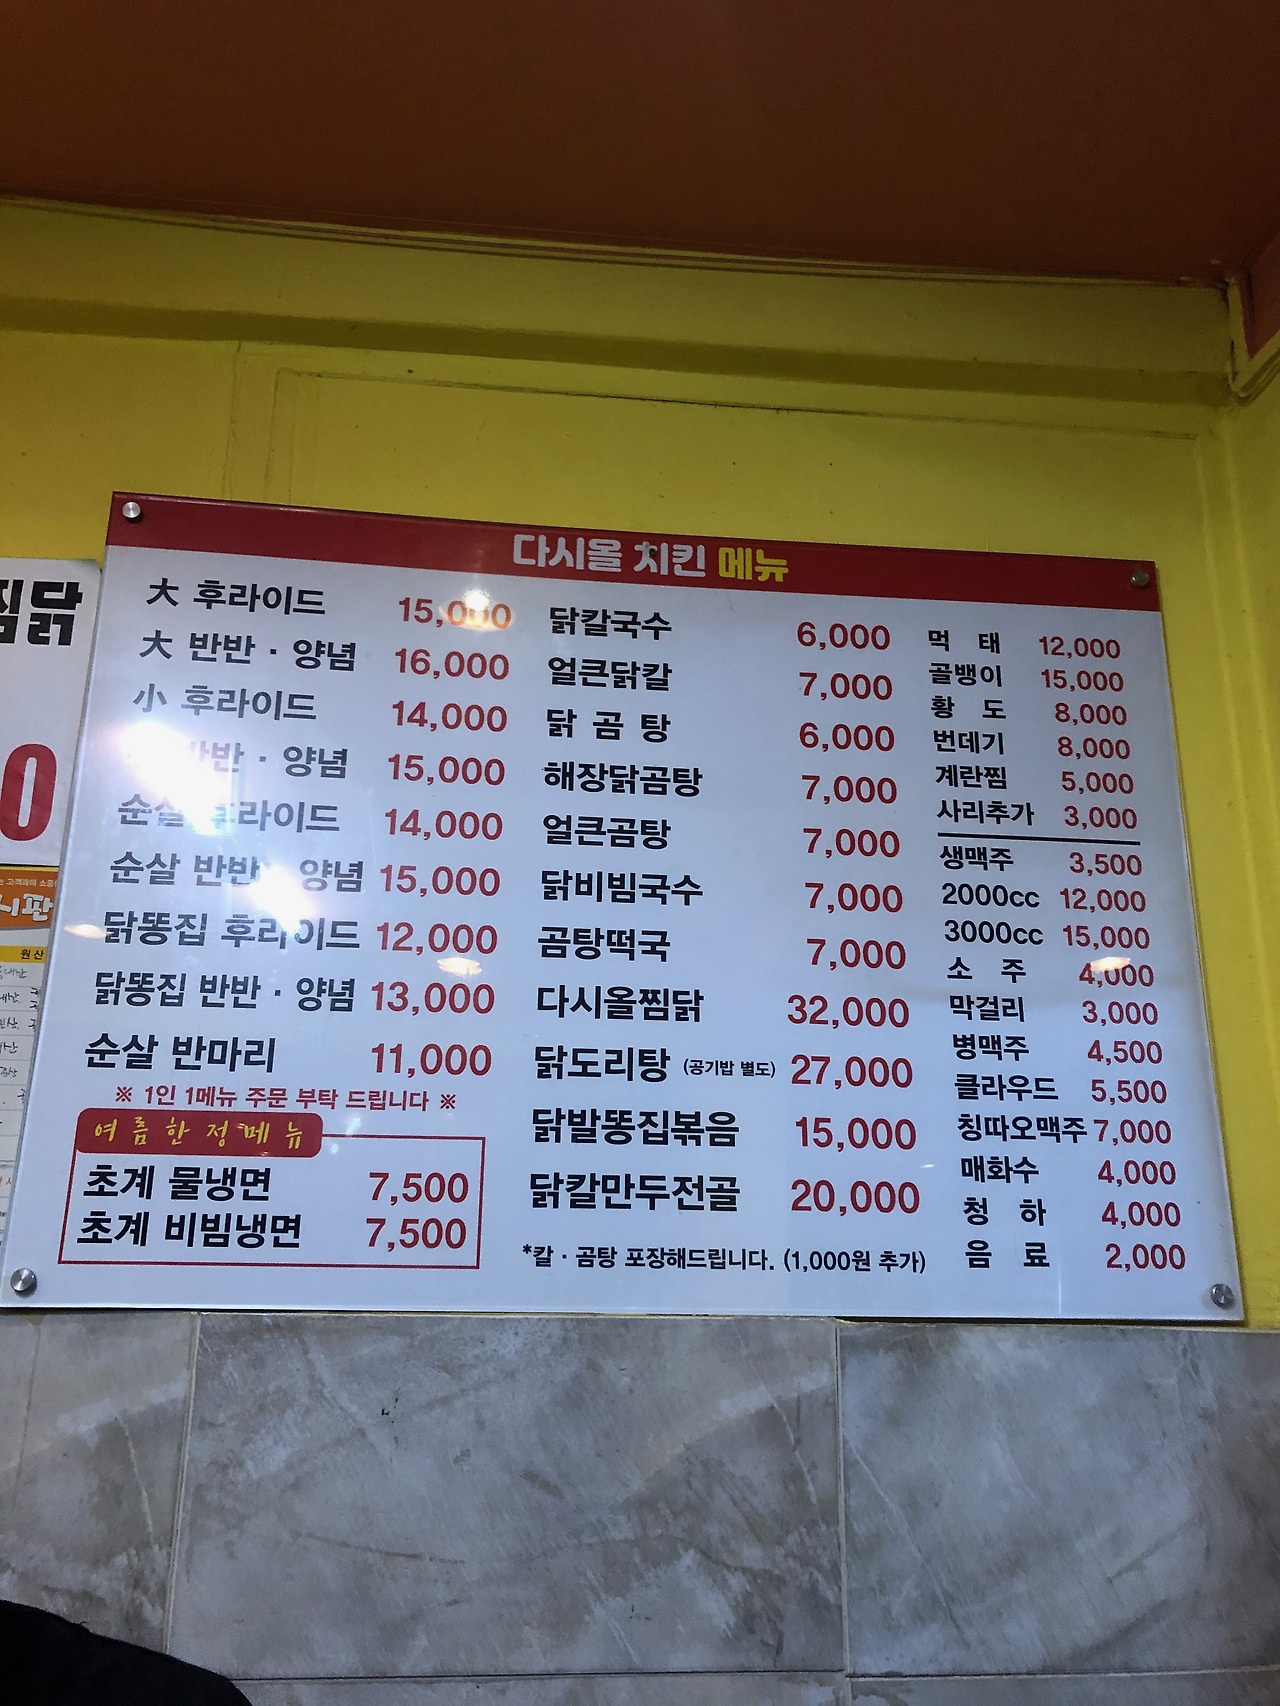 다시올 치킨 메뉴
大 후라이드 15,000
大 반반 · 양념 16,000
小 후라이드 14,000
반반 · 양념 15,000
순살 후라이드 14,000
순살 반반 · 양념 15,000
닭똥집 후라이드 12,000
닭똥집 반반 · 양념 13,000
순살 반마리 11,000
※ 1인 1메뉴 주문 부탁 드립니다 ※
여름한정메뉴
초계 물냉면 7,500
초계 비빔냉면 7,500
닭칼국수 6,000
얼큰닭칼 7,000
닭 곰 탕 6,000
해장닭곰탕 7,000
얼큰곰탕 7,000
닭비빔국수 7,000
곰탕떡국 7,000
다시올찜닭 32,000
닭도리탕 (공기밥 별도) 27,000
닭발똥집볶음 15,000
닭칼만두전골 20,000
*칼 · 곰탕 포장해드립니다. (1,000원 추가)
먹 태 12,000
골뱅이 15,000
황 도 8,000
번데기 8,000
계란찜 5,000
사리추가 3,000
생맥주 3,500
2000cc 12,000
3000cc 15,000
소 주 4,000
막걸리 3,000
병맥주 4,500
클라우드 5,500
칭따오맥주 7,000
매화수 4,000
청 하 4,000
음 료 2,000
찜닭
0
시판
원산